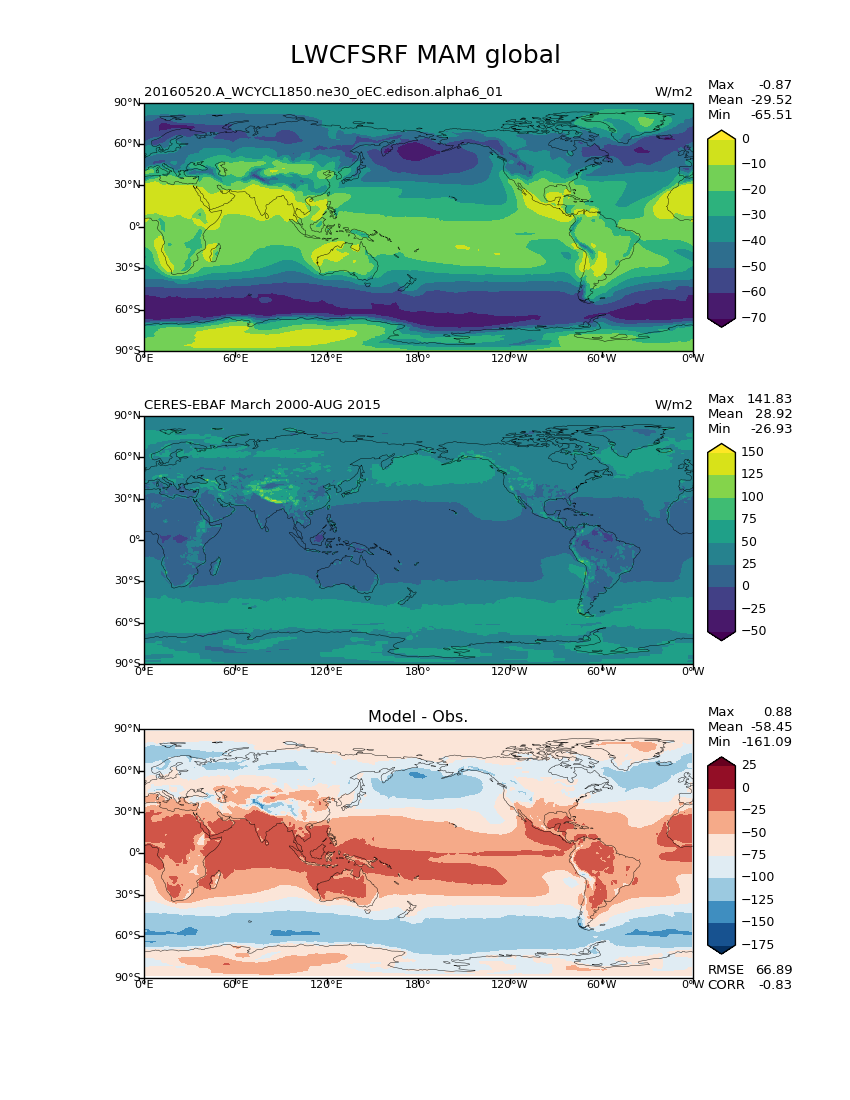 LWCFSRF MAM global
20160520.A_WCYCL1850.ne30_oEC.edison.alpha6_01 W/m2
Max -0.87
Mean -29.52
Min -65.51
90°N
60°N
30°N
0°
30°S
60°S
90°S
0°E 60°E 120°E 180° 120°W 60°W 0°W
0
−10
−20
−30
−40
−50
−60
−70
CERES-EBAF March 2000-AUG 2015 W/m2
Max 141.83
Mean 28.92
Min -26.93
90°N
60°N
30°N
0°
30°S
60°S
90°S
0°E 60°E 120°E 180° 120°W 60°W 0°W
150
125
100
75
50
25
0
−25
−50
Model - Obs.
Max 0.88
Mean -58.45
Min -161.09
90°N
60°N
30°N
0°
30°S
60°S
90°S
0°E 60°E 120°E 180° 120°W 60°W 0°W
25
0
−25
−50
−75
−100
−125
−150
−175
RMSE 66.89
CORR -0.83